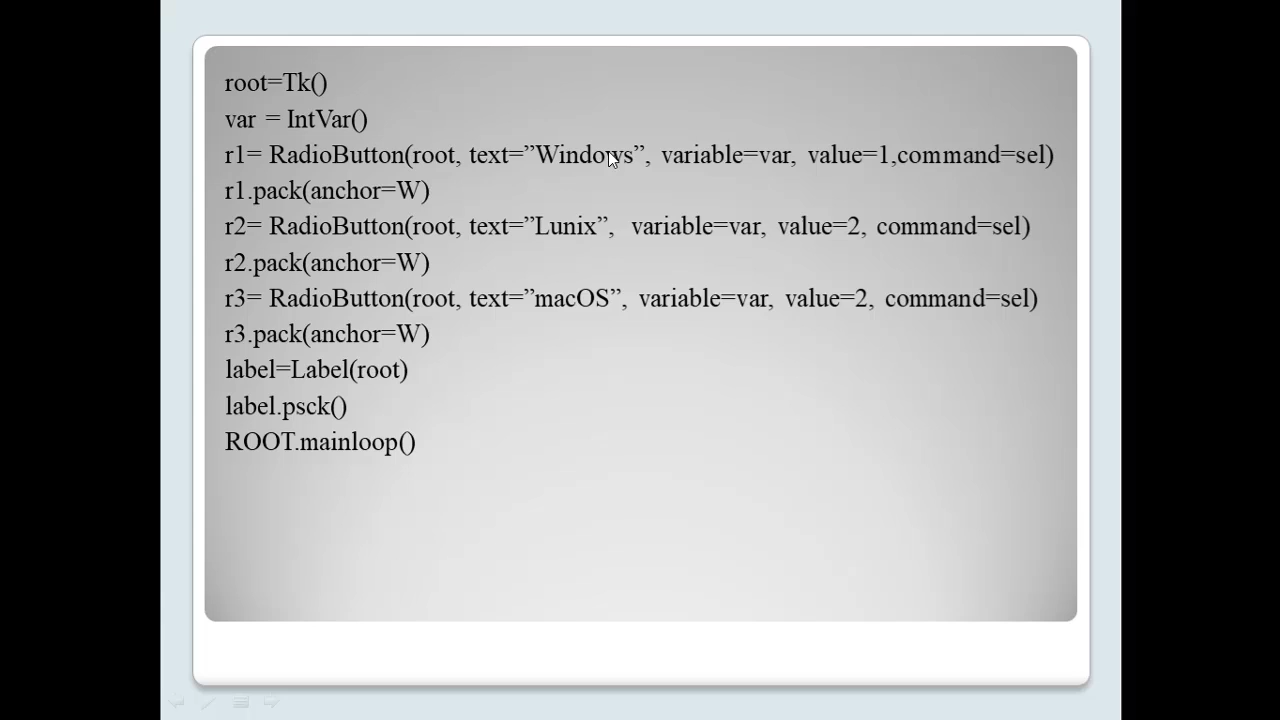 root=Tk()
var = IntVar()
r1= RadioButton(root, text=”Windows”, variable=var, value=1,command=sel)
r1.pack(anchor=W)
r2= RadioButton(root, text=”Lunix”, variable=var, value=2, command=sel)
r2.pack(anchor=W)
r3= RadioButton(root, text=”macOS”, variable=var, value=2, command=sel)
r3.pack(anchor=W)
label=Label(root)
label.psck()
ROOT.mainloop()